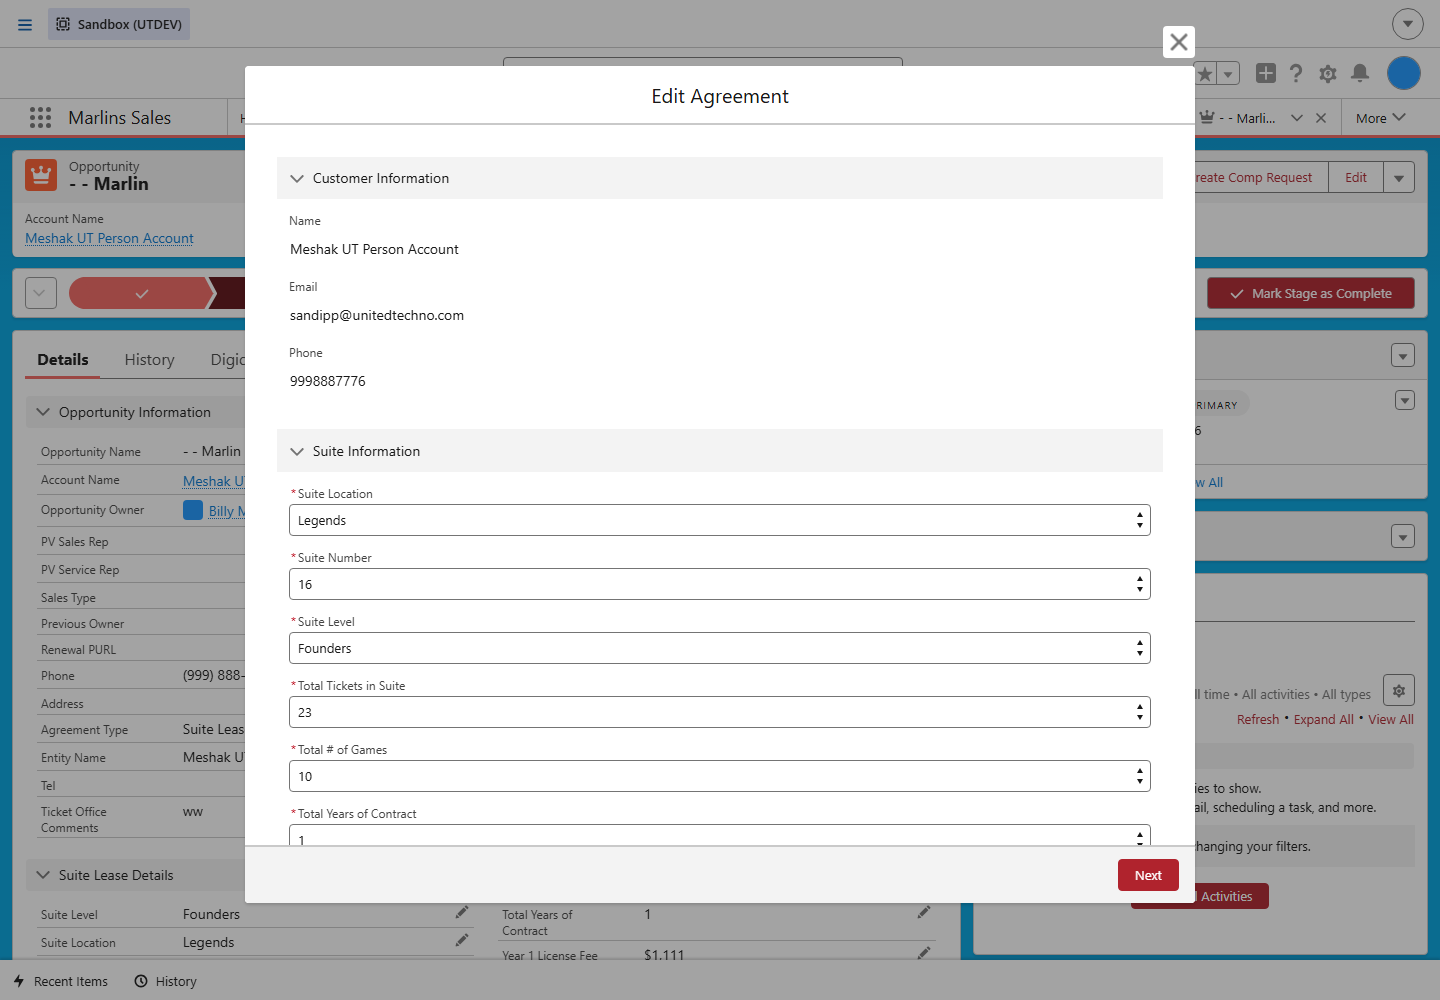 Sandbox (UTDEV)
Marlins Sales
- - Marli...
More
Edit Agreement
Opportunity
- - Marlin
Create Comp Request
Edit
Account Name
Meshak UT Person Account
Mark Stage as Complete
Details
History
Opportunity Information
Opportunity Name
- - Marlin
Account Name
Opportunity Owner
PV Sales Rep
PV Service Rep
Sales Type
Previous Owner
Renewal PURL
Phone
(999) 888-
Address
Agreement Type
Suite Leas
Entity Name
Tel
Ticket Office
Comments
ww
Suite Lease Details
Suite Level
Founders
Suite Location
Legends
Total Years of
Contract
1
Year 1 License Fee
$1,111
Customer Information
Name
Meshak UT Person Account
Email
sandipp@unitedtechno.com
Phone
9998887776
Suite Information
*Suite Location
Legends
*Suite Number
16
*Suite Level
Founders
*Total Tickets in Suite
23
*Total # of Games
10
*Total Years of Contract
1
Next
RIMARY
6
w All
ll time • All activities • All types
Refresh • Expand All • View All
ies to show.
ail, scheduling a task, and more.
hanging your filters.
Activities
Recent Items
History